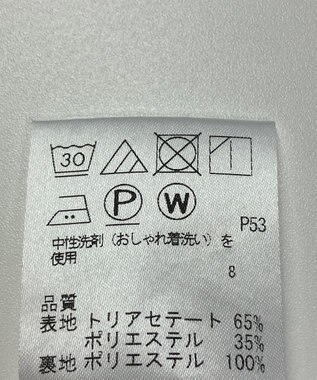 30
P W
P53
中性洗剤(おしゃれ着洗い)を
使用
8
品質
表地 トリアセテート 65%
ポリエステル 35%
裏地 ポリエステル 100%